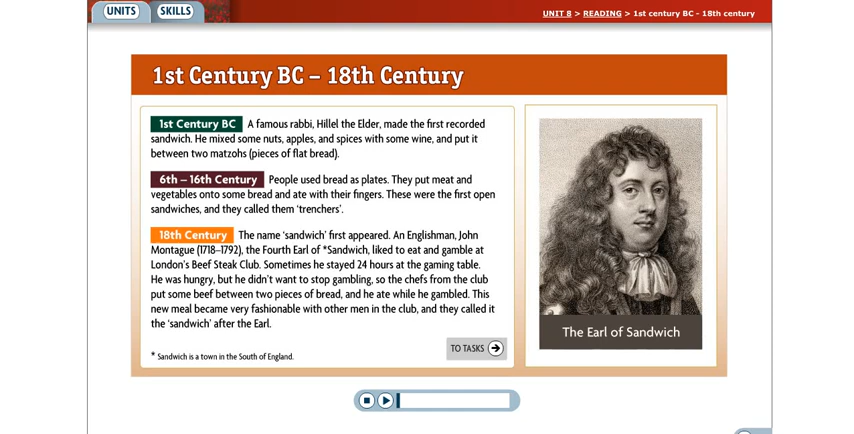 UNITS SKILLS
UNIT 8 > READING > 1st century BC - 18th century
1st Century BC – 18th Century
1st Century BC A famous rabbi, Hillel the Elder, made the first recorded
sandwich. He mixed some nuts, apples, and spices with some wine, and put it
between two matzohs (pieces of flat bread).
6th – 16th Century People used bread as plates. They put meat and
vegetables onto some bread and ate with their fingers. These were the first open
sandwiches, and they called them ‘trenchers’.
18th Century The name ‘sandwich’ first appeared. An Englishman, John
Montague (1718–1792), the Fourth Earl of *Sandwich, liked to eat and gamble at
London’s Beef Steak Club. Sometimes he stayed 24 hours at the gaming table.
He was hungry, but he didn’t want to stop gambling, so the chefs from the club
put some beef between two pieces of bread, and he ate while he gambled. This
new meal became very fashionable with other men in the club, and they called it
the ‘sandwich’ after the Earl.
TO TASKS
* Sandwich is a town in the South of England.
The Earl of Sandwich